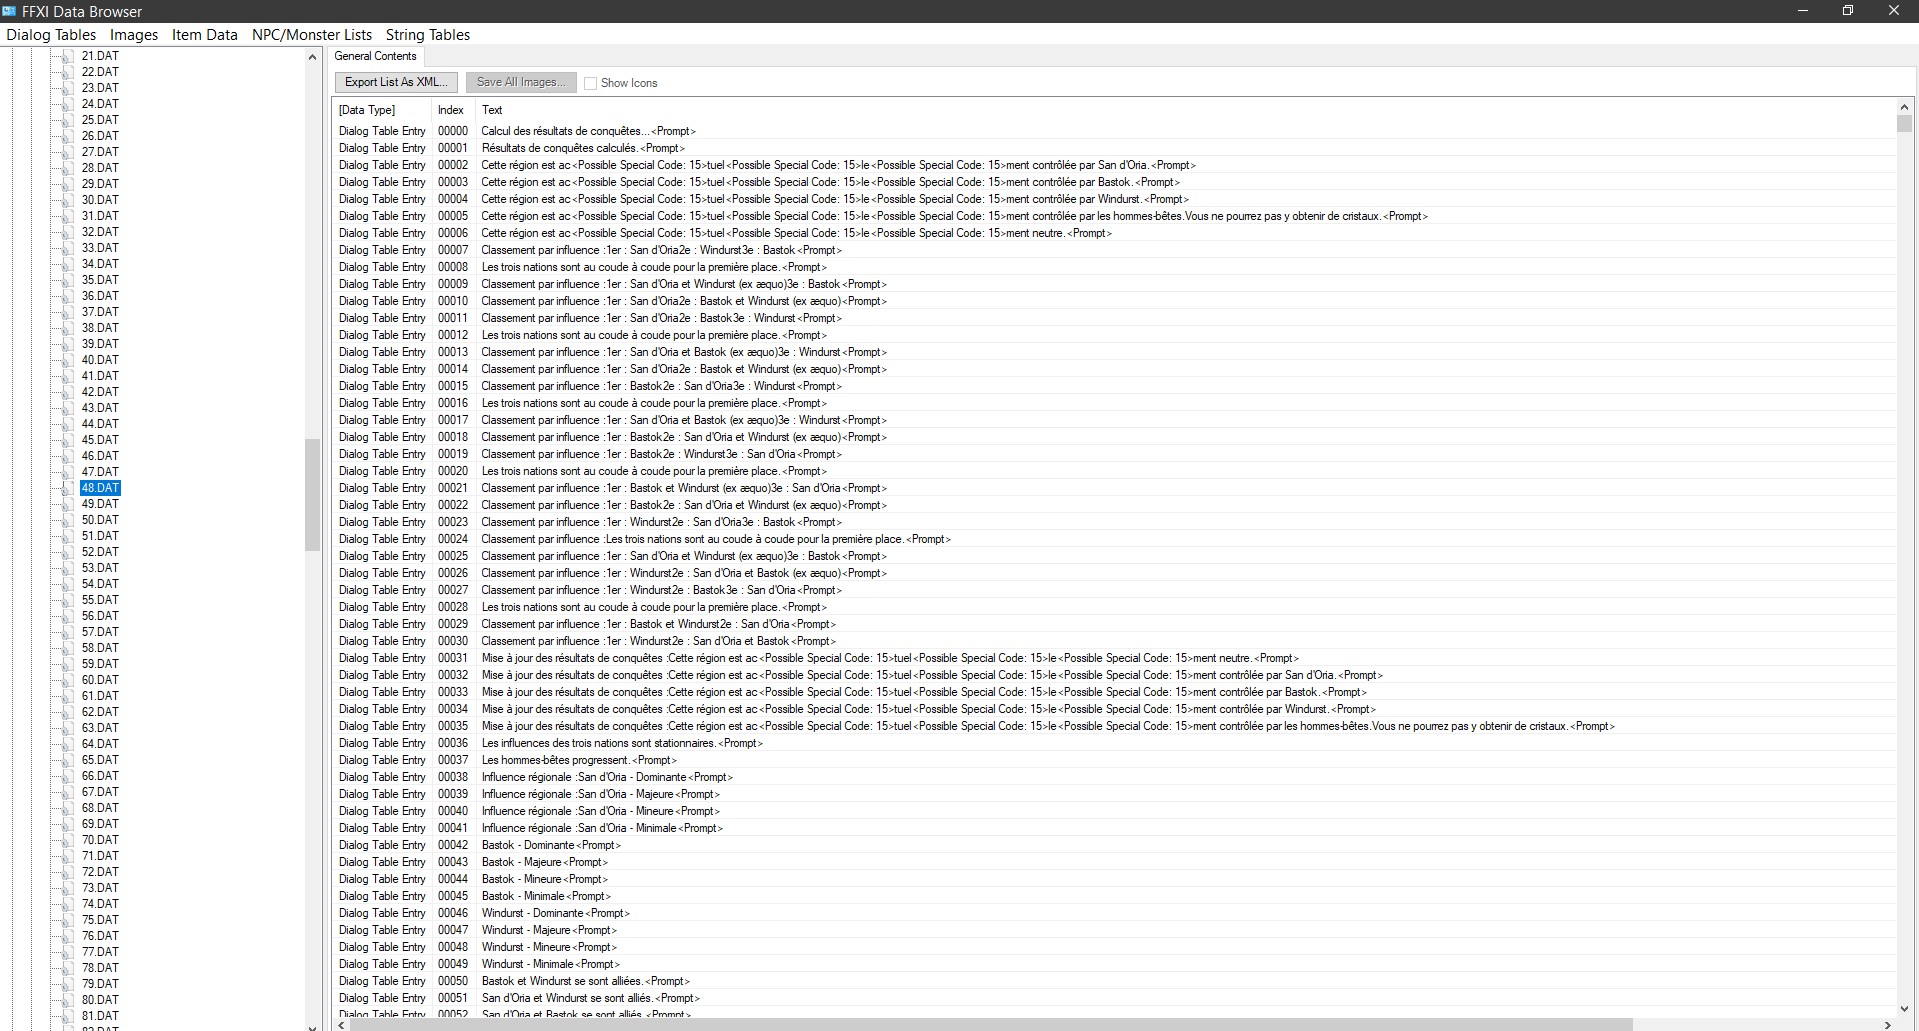 FFXI Data Browser
Dialog Tables Images Item Data NPC/Monster Lists String Tables
21.DAT
22.DAT
23.DAT
24.DAT
25.DAT
26.DAT
27.DAT
28.DAT
29.DAT
30.DAT
31.DAT
32.DAT
33.DAT
34.DAT
35.DAT
36.DAT
37.DAT
38.DAT
39.DAT
40.DAT
41.DAT
42.DAT
43.DAT
44.DAT
45.DAT
46.DAT
47.DAT
48.DAT
49.DAT
50.DAT
51.DAT
52.DAT
53.DAT
54.DAT
55.DAT
56.DAT
57.DAT
58.DAT
59.DAT
60.DAT
61.DAT
62.DAT
63.DAT
64.DAT
65.DAT
66.DAT
67.DAT
68.DAT
69.DAT
70.DAT
71.DAT
72.DAT
73.DAT
74.DAT
75.DAT
76.DAT
77.DAT
78.DAT
79.DAT
80.DAT
81.DAT
82.DAT
General Contents
Export List As XML... Save All Images... Show Icons
[Data Type] Index Text
Dialog Table Entry 00000 Calcul des résultats de conquêtes...<Prompt>
Dialog Table Entry 00001 Résultats de conquêtes calculés.<Prompt>
Dialog Table Entry 00002 Cette région est ac<Possible Special Code: 15>tuel<Possible Special Code: 15>le<Possible Special Code: 15>ment contrôlée par San d'Oria.<Prompt>
Dialog Table Entry 00003 Cette région est ac<Possible Special Code: 15>tuel<Possible Special Code: 15>le<Possible Special Code: 15>ment contrôlée par Bastok.<Prompt>
Dialog Table Entry 00004 Cette région est ac<Possible Special Code: 15>tuel<Possible Special Code: 15>le<Possible Special Code: 15>ment contrôlée par Windurst.<Prompt>
Dialog Table Entry 00005 Cette région est ac<Possible Special Code: 15>tuel<Possible Special Code: 15>le<Possible Special Code: 15>ment contrôlée par les hommes-bêtes.Vous ne pourrez pas y obtenir de cristaux.<Prompt>
Dialog Table Entry 00006 Cette région est ac<Possible Special Code: 15>tuel<Possible Special Code: 15>le<Possible Special Code: 15>ment neutre.<Prompt>
Dialog Table Entry 00007 Classement par influence :1er : San d'Oria2e : Windurst3e : Bastok<Prompt>
Dialog Table Entry 00008 Les trois nations sont au coude à coude pour la première place.<Prompt>
Dialog Table Entry 00009 Classement par influence :1er : San d'Oria et Windurst (ex æquo)3e : Bastok<Prompt>
Dialog Table Entry 00010 Classement par influence :1er : San d'Oria2e : Bastok et Windurst (ex æquo)<Prompt>
Dialog Table Entry 00011 Classement par influence :1er : San d'Oria2e : Bastok3e : Windurst<Prompt>
Dialog Table Entry 00012 Les trois nations sont au coude à coude pour la première place.<Prompt>
Dialog Table Entry 00013 Classement par influence :1er : San d'Oria et Bastok (ex æquo)3e : Windurst<Prompt>
Dialog Table Entry 00014 Classement par influence :1er : San d'Oria2e : Bastok et Windurst (ex æquo)<Prompt>
Dialog Table Entry 00015 Classement par influence :1er : Bastok2e : San d'Oria3e : Windurst<Prompt>
Dialog Table Entry 00016 Les trois nations sont au coude à coude pour la première place.<Prompt>
Dialog Table Entry 00017 Classement par influence :1er : San d'Oria et Bastok (ex æquo)3e : Windurst<Prompt>
Dialog Table Entry 00018 Classement par influence :1er : Bastok2e : San d'Oria et Windurst (ex æquo)<Prompt>
Dialog Table Entry 00019 Classement par influence :1er : Bastok2e : Windurst3e : San d'Oria<Prompt>
Dialog Table Entry 00020 Les trois nations sont au coude à coude pour la première place.<Prompt>
Dialog Table Entry 00021 Classement par influence :1er : Bastok et Windurst (ex æquo)3e : San d'Oria<Prompt>
Dialog Table Entry 00022 Classement par influence :1er : Bastok2e : San d'Oria et Windurst (ex æquo)<Prompt>
Dialog Table Entry 00023 Classement par influence :1er : Windurst2e : San d'Oria3e : Bastok<Prompt>
Dialog Table Entry 00024 Classement par influence :Les trois nations sont au coude à coude pour la première place.<Prompt>
Dialog Table Entry 00025 Classement par influence :1er : San d'Oria et Windurst (ex æquo)3e : Bastok<Prompt>
Dialog Table Entry 00026 Classement par influence :1er : Windurst2e : San d'Oria et Bastok (ex æquo)<Prompt>
Dialog Table Entry 00027 Classement par influence :1er : Windurst2e : Bastok3e : San d'Oria<Prompt>
Dialog Table Entry 00028 Les trois nations sont au coude à coude pour la première place.<Prompt>
Dialog Table Entry 00029 Classement par influence :1er : Bastok et Windurst2e : San d'Oria<Prompt>
Dialog Table Entry 00030 Classement par influence :1er : Windurst2e : San d'Oria et Bastok<Prompt>
Dialog Table Entry 00031 Mise à jour des résultats de conquêtes :Cette région est ac<Possible Special Code: 15>tuel<Possible Special Code: 15>le<Possible Special Code: 15>ment neutre.<Prompt>
Dialog Table Entry 00032 Mise à jour des résultats de conquêtes :Cette région est ac<Possible Special Code: 15>tuel<Possible Special Code: 15>le<Possible Special Code: 15>ment contrôlée par San d'Oria.<Prompt>
Dialog Table Entry 00033 Mise à jour des résultats de conquêtes :Cette région est ac<Possible Special Code: 15>tuel<Possible Special Code: 15>le<Possible Special Code: 15>ment contrôlée par Bastok.<Prompt>
Dialog Table Entry 00034 Mise à jour des résultats de conquêtes :Cette région est ac<Possible Special Code: 15>tuel<Possible Special Code: 15>le<Possible Special Code: 15>ment contrôlée par Windurst.<Prompt>
Dialog Table Entry 00035 Mise à jour des résultats de conquêtes :Cette région est ac<Possible Special Code: 15>tuel<Possible Special Code: 15>le<Possible Special Code: 15>ment contrôlée par les hommes-bêtes.Vous ne pourrez pas y obtenir de cristaux.<Prompt>
Dialog Table Entry 00036 Les influences des trois nations sont stationnaires.<Prompt>
Dialog Table Entry 00037 Les hommes-bêtes progressent.<Prompt>
Dialog Table Entry 00038 Influence régionale :San d'Oria - Dominante<Prompt>
Dialog Table Entry 00039 Influence régionale :San d'Oria - Majeure<Prompt>
Dialog Table Entry 00040 Influence régionale :San d'Oria - Mineure<Prompt>
Dialog Table Entry 00041 Influence régionale :San d'Oria - Minimale<Prompt>
Dialog Table Entry 00042 Bastok - Dominante<Prompt>
Dialog Table Entry 00043 Bastok - Majeure<Prompt>
Dialog Table Entry 00044 Bastok - Mineure<Prompt>
Dialog Table Entry 00045 Bastok - Minimale<Prompt>
Dialog Table Entry 00046 Windurst - Dominante<Prompt>
Dialog Table Entry 00047 Windurst - Majeure<Prompt>
Dialog Table Entry 00048 Windurst - Mineure<Prompt>
Dialog Table Entry 00049 Windurst - Minimale<Prompt>
Dialog Table Entry 00050 Bastok et Windurst se sont alliées.<Prompt>
Dialog Table Entry 00051 San d'Oria et Windurst se sont alliés.<Prompt>
Dialog Table Entry 00052 San d'Oria et Bastok se sont alliés.<Prompt>